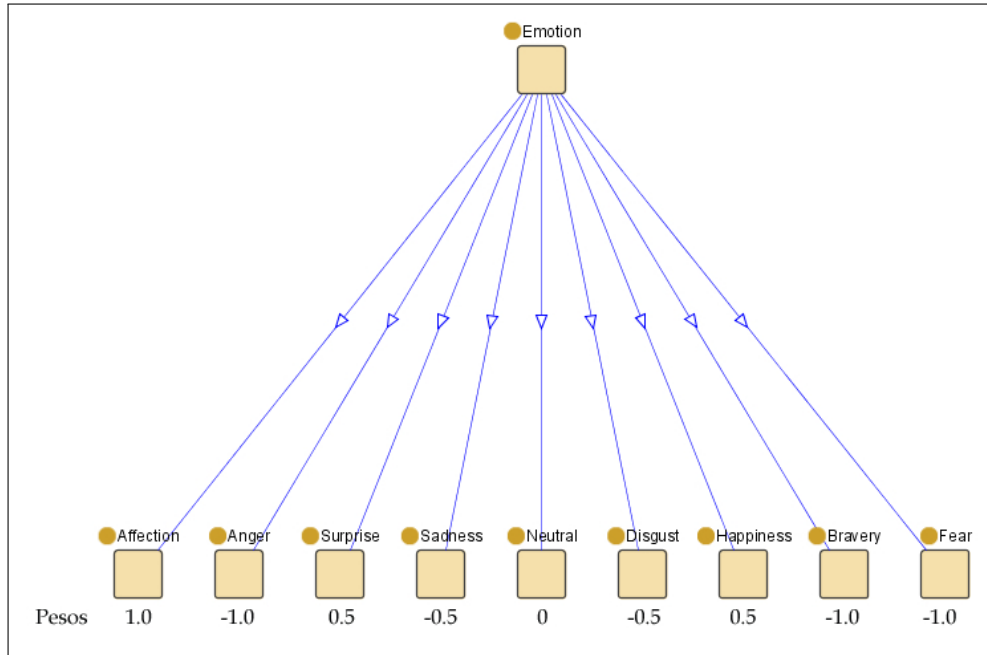 Emotion
Affection Anger Surprise Sadness Neutral Disgust Happiness Bravery Fear
Pesos 1.0 -1.0 0.5 -0.5 0 -0.5 0.5 -1.0 -1.0